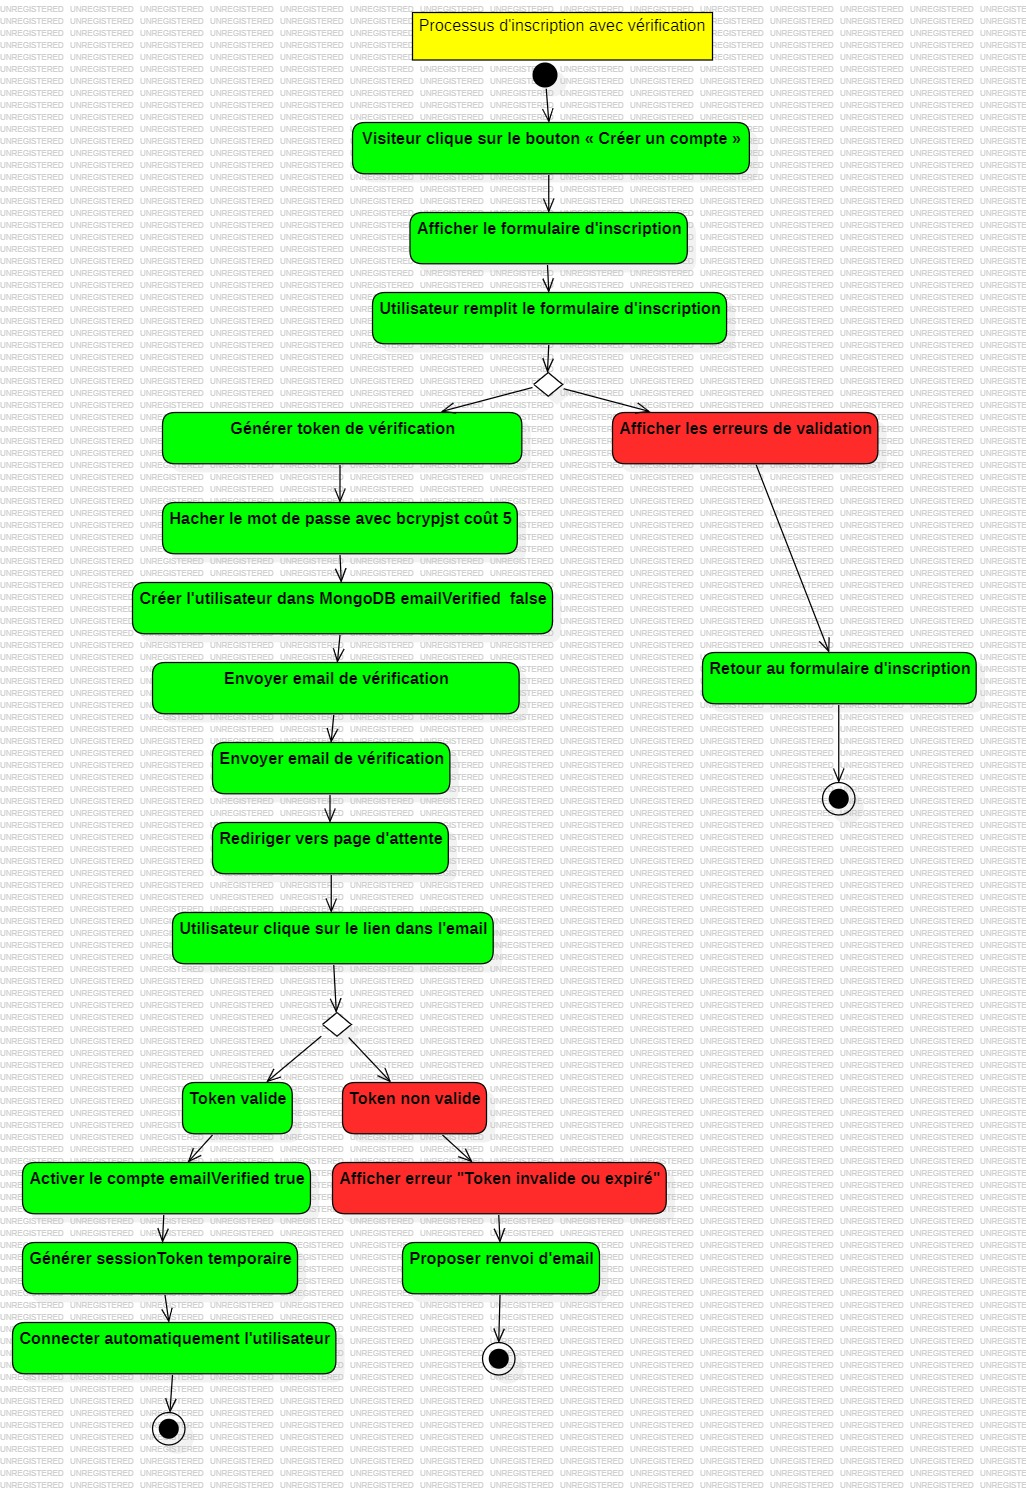 Processus d'inscription avec vérification
Visiteur clique sur le bouton « Créer un compte »
Afficher le formulaire d'inscription
Utilisateur remplit le formulaire d'inscription
Générer token de vérification
Afficher les erreurs de validation
Hacher le mot de passe avec bcrypjst coût 5
Créer l'utilisateur dans MongoDB emailVerified  false
Envoyer email de vérification
Retour au formulaire d'inscription
Envoyer email de vérification
Rediriger vers page d'attente
Utilisateur clique sur le lien dans l'email
Token valide
Token non valide
Activer le compte emailVerified true
Afficher erreur "Token invalide ou expiré"
Générer sessionToken temporaire
Proposer renvoi d'email
Connecter automatiquement l'utilisateur
UNREGISTERED